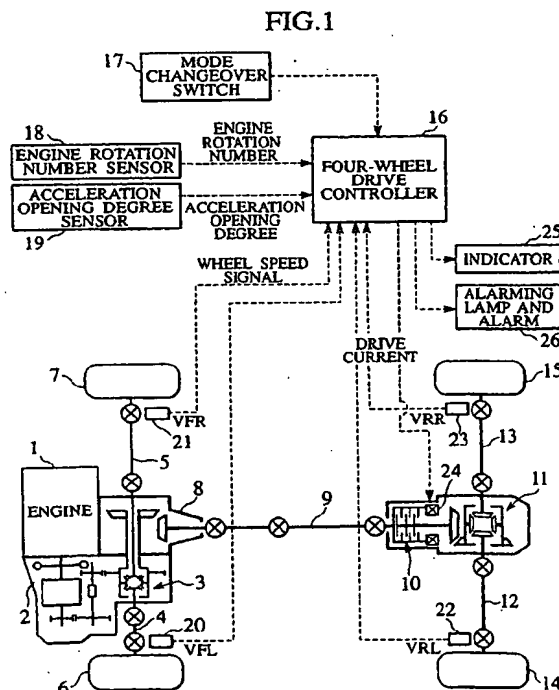 FIG.1
17
MODE
CHANGEOVER
SWITCH
16
18
ENGINE ROTATION
NUMBER SENSOR
ENGINE
ROTATION
NUMBER
FOUR-WHEEL
DRIVE
CONTROLLER
ACCELERATION
OPENING DEGREE
SENSOR
19
ACCELERATION
OPENING
DEGREE
25
INDICATOR
WHEEL SPEED
SIGNAL
ALARMING
LAMP AND
ALARM
26
DRIVE
CURRENT
7
15
VFR
21
VRR
23
13
5
1
8
24
11
9
ENGINE
10
3
2
12
4
20
22
VFL
VRL
6
14